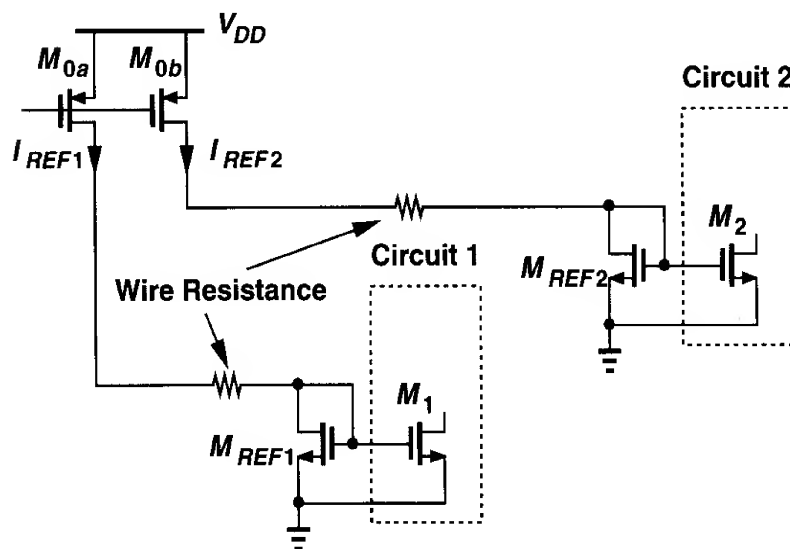 V_DD
M_0a
M_0b
Circuit 2
I_REF1
I_REF2
M_2
Circuit 1
M_REF2
Wire Resistance
M_1
M_REF1